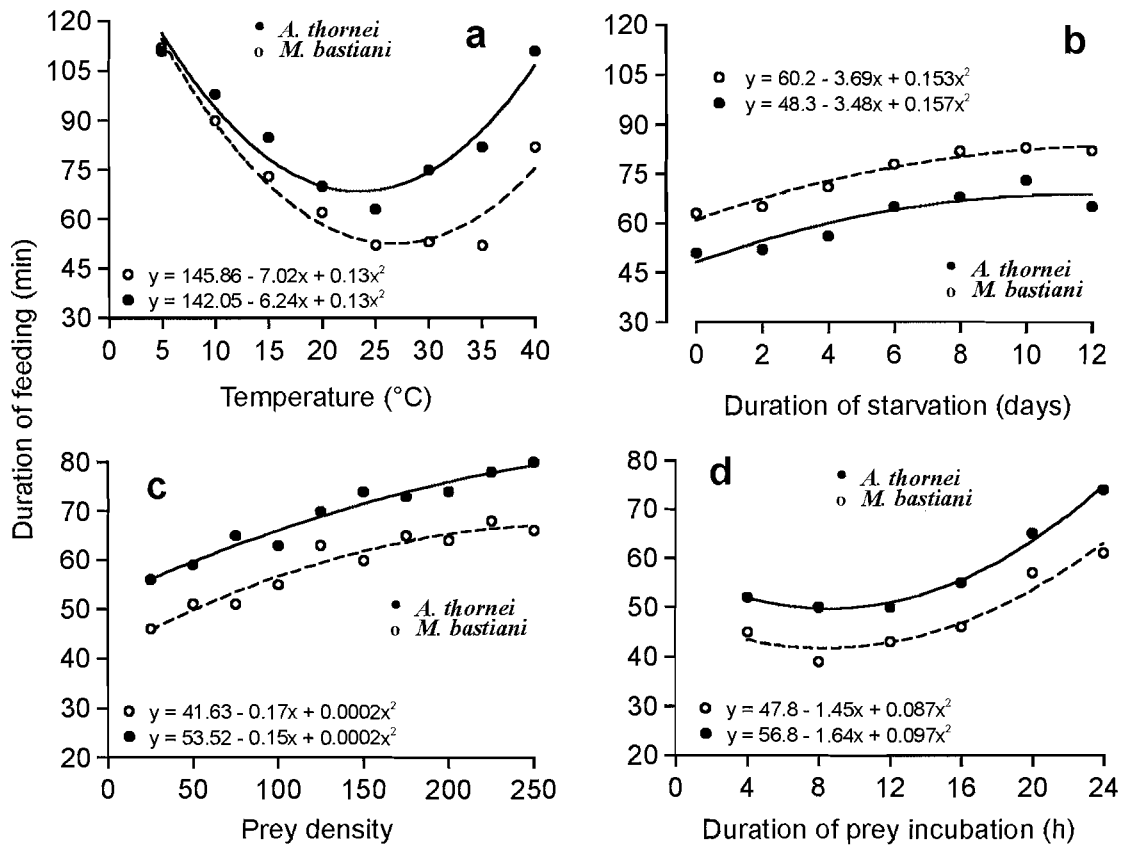 Duration of feeding (min)
a
A. thornei
M. bastiani
120
105
90
75
60
45
30
y = 145.86 - 7.02x + 0.13x²
y = 142.05 - 6.24x + 0.13x²
0 5 10 15 20 25 30 35 40
Temperature (°C)
b
120
105
90
75
60
45
30
y = 60.2 - 3.69x + 0.153x²
y = 48.3 - 3.48x + 0.157x²
A. thornei
M. bastiani
0 2 4 6 8 10 12
Duration of starvation (days)
c
80
70
60
50
40
30
20
A. thornei
M. bastiani
y = 41.63 - 0.17x + 0.0002x²
y = 53.52 - 0.15x + 0.0002x²
0 50 100 150 200 250
Prey density
d
A. thornei
M. bastiani
80
70
60
50
40
30
20
y = 47.8 - 1.45x + 0.087x²
y = 56.8 - 1.64x + 0.097x²
0 4 8 12 16 20 24
Duration of prey incubation (h)